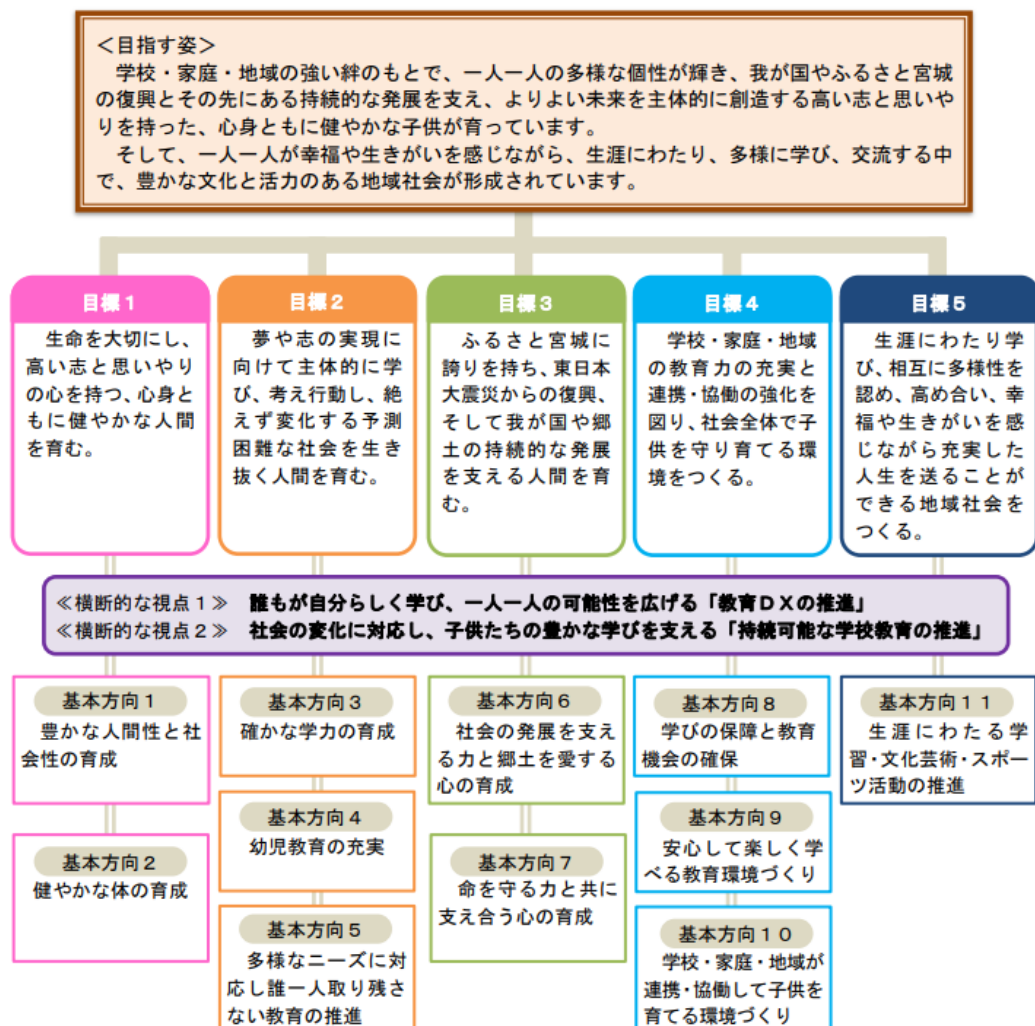 ＜目指す姿＞
学校・家庭・地域の強い絆のもとで、一人一人の多様な個性が輝き、我が国やふるさと宮城
の復興とその先にある持続的な発展を支え、よりよい未来を主体的に創造する高い志と思いや
りを持った、心身ともに健やかな子供が育っています。
そして、一人一人が幸福や生きがいを感じながら、生涯にわたり、多様に学び、交流する中
で、豊かな文化と活力のある地域社会が形成されています。
目標１
生命を大切にし、
高い志と思いやり
の心を持つ、心身と
もに健やかな人間
を育む。
目標２
夢や志の実現に
向けて主体的に学
び、考え行動し、絶
えず変化する予測
困難な社会を生き
抜く人間を育む。
目標３
ふるさと宮城に
誇りを持ち、東日本
大震災からの復興、
そして我が国や郷
土の持続的な発展
を支える人間を育
む。
目標４
学校・家庭・地域
の教育力の充実と
連携・協働の強化を
図り、社会全体で子
供を守り育てる環
境をつくる。
目標５
生涯にわたり学
び、相互に多様性を
認め、高め合い、幸
福や生きがいを感
じながら充実した
人生を送ることが
できる地域社会を
つくる。
≪横断的な視点１≫ 誰もが自分らしく学び、一人一人の可能性を広げる「教育ＤＸの推進」
≪横断的な視点２≫ 社会の変化に対応し、子供たちの豊かな学びを支える「持続可能な学校教育の推進」
基本方向１
豊かな人間性と社
会性の育成
基本方向２
健やかな体の育成
基本方向３
確かな学力の育成
基本方向４
幼児教育の充実
基本方向５
多様なニーズに対
応し誰一人取り残さ
ない教育の推進
基本方向６
社会の発展を支え
る力と郷土を愛する
心の育成
基本方向７
命を守る力と共に
支え合う心の育成
基本方向８
学びの保障と教育
機会の確保
基本方向９
安心して楽しく学
べる教育環境づくり
基本方向１０
学校・家庭・地域が
連携・協働して子供を
育てる環境づくり
基本方向１１
生涯にわたる学
習・文化芸術・スポー
ツ活動の推進